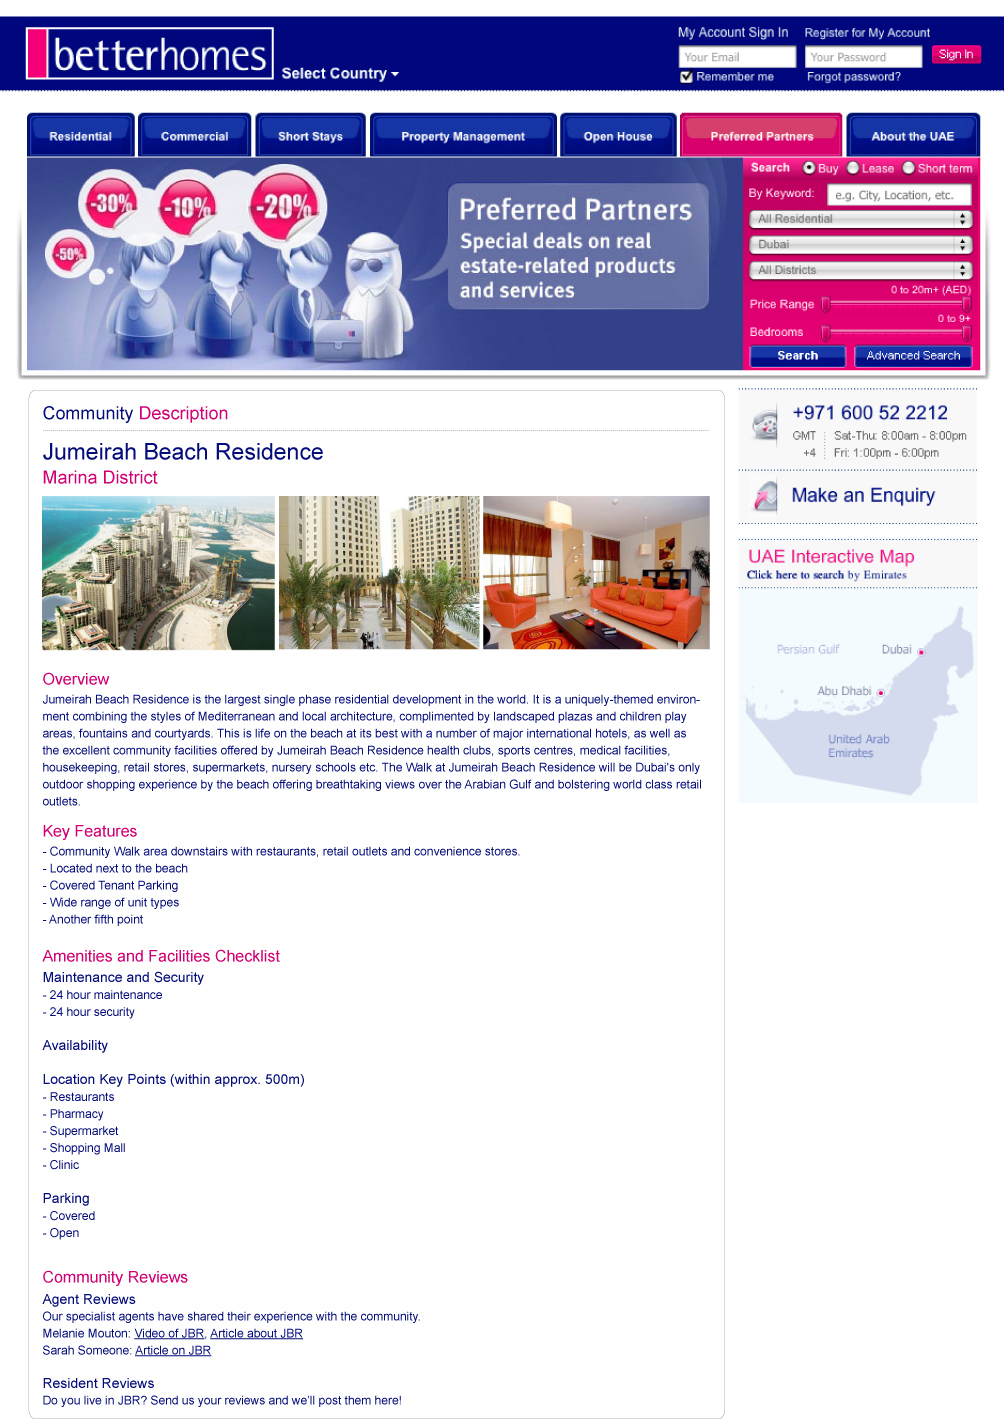 betterhomes
Select Country
My Account Sign In
Register for My Account
Your Email
Your Password
Sign In
Remember me
Forgot password?
Residential
Commercial
Short Stays
Property Management
Open House
Preferred Partners
About the UAE
-30%
-10%
-20%
-50%
Preferred Partners
Special deals on real
estate-related products
and services
Search Buy Lease Short term
By Keyword: e.g. City, Location, etc.
All Residential
Dubai
All Districts
0 to 20m+ (AED)
Price Range
0 to 9+
Bedrooms
Search
Advanced Search
Community Description
Jumeirah Beach Residence
Marina District
Overview
Jumeirah Beach Residence is the largest single phase residential development in the world. It is a uniquely-themed environ-
ment combining the styles of Mediterranean and local architecture, complimented by landscaped plazas and children play
areas, fountains and courtyards. This is life on the beach at its best with a number of major international hotels, as well as
the excellent community facilities offered by Jumeirah Beach Residence health clubs, sports centres, medical facilities,
housekeeping, retail stores, supermarkets, nursery schools etc. The Walk at Jumeirah Beach Residence will be Dubai's only
outdoor shopping experience by the beach offering breathtaking views over the Arabian Gulf and bolstering world class retail
outlets.
Key Features
- Community Walk area downstairs with restaurants, retail outlets and convenience stores.
- Located next to the beach
- Covered Tenant Parking
- Wide range of unit types
- Another fifth point
Amenities and Facilities Checklist
Maintenance and Security
- 24 hour maintenance
- 24 hour security
Availability
Location Key Points (within approx. 500m)
- Restaurants
- Pharmacy
- Supermarket
- Shopping Mall
- Clinic
Parking
- Covered
- Open
Community Reviews
Agent Reviews
Our specialist agents have shared their experience with the community.
Melanie Mouton: Video of JBR, Article about JBR
Sarah Someone: Article on JBR
Resident Reviews
Do you live in JBR? Send us your reviews and we'll post them here!
+971 600 52 2212
GMT Sat-Thu: 8:00am - 8:00pm
+4 Fri: 1:00pm - 6:00pm
Make an Enquiry
UAE Interactive Map
Click here to search by Emirates
Persian Gulf
Dubai
Abu Dhabi
United Arab
Emirates